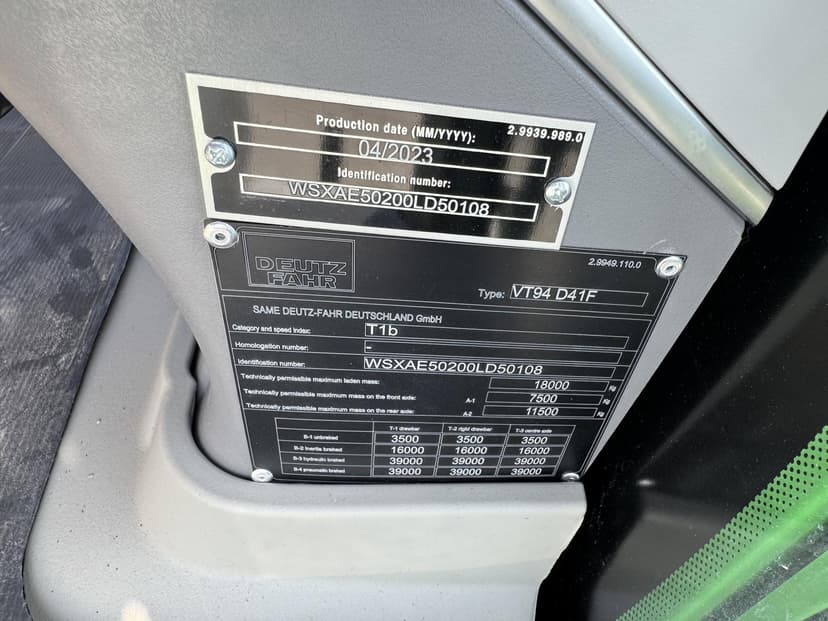 Production date (MM/YYYY): 2.9939.989.0
04/2023
Identification number:
WSXAE50200LD50108
DEUTZ
FAHR
2.9949.110.0
Type: VT94 D41F
SAME DEUTZ-FAHR DEUTSCHLAND GmbH
Category and speed index: T1b
Homologation number: -
Identification number: WSXAE50200LD50108
Technically permissible maximum laden mass: 18000 Kg
Technically permissible maximum mass on the front axle: A-1 7500 Kg
Technically permissible maximum mass on the rear axle: A-2 11500 Kg
T-1 drawbar T-2 rigid drawbar T-3 centre axle
B-1 unbraked 3500 3500 3500
B-2 inertia braked 16000 16000 16000
B-3 hydraulic braked 39000 39000 39000
B-4 pneumatic braked 39000 39000 39000